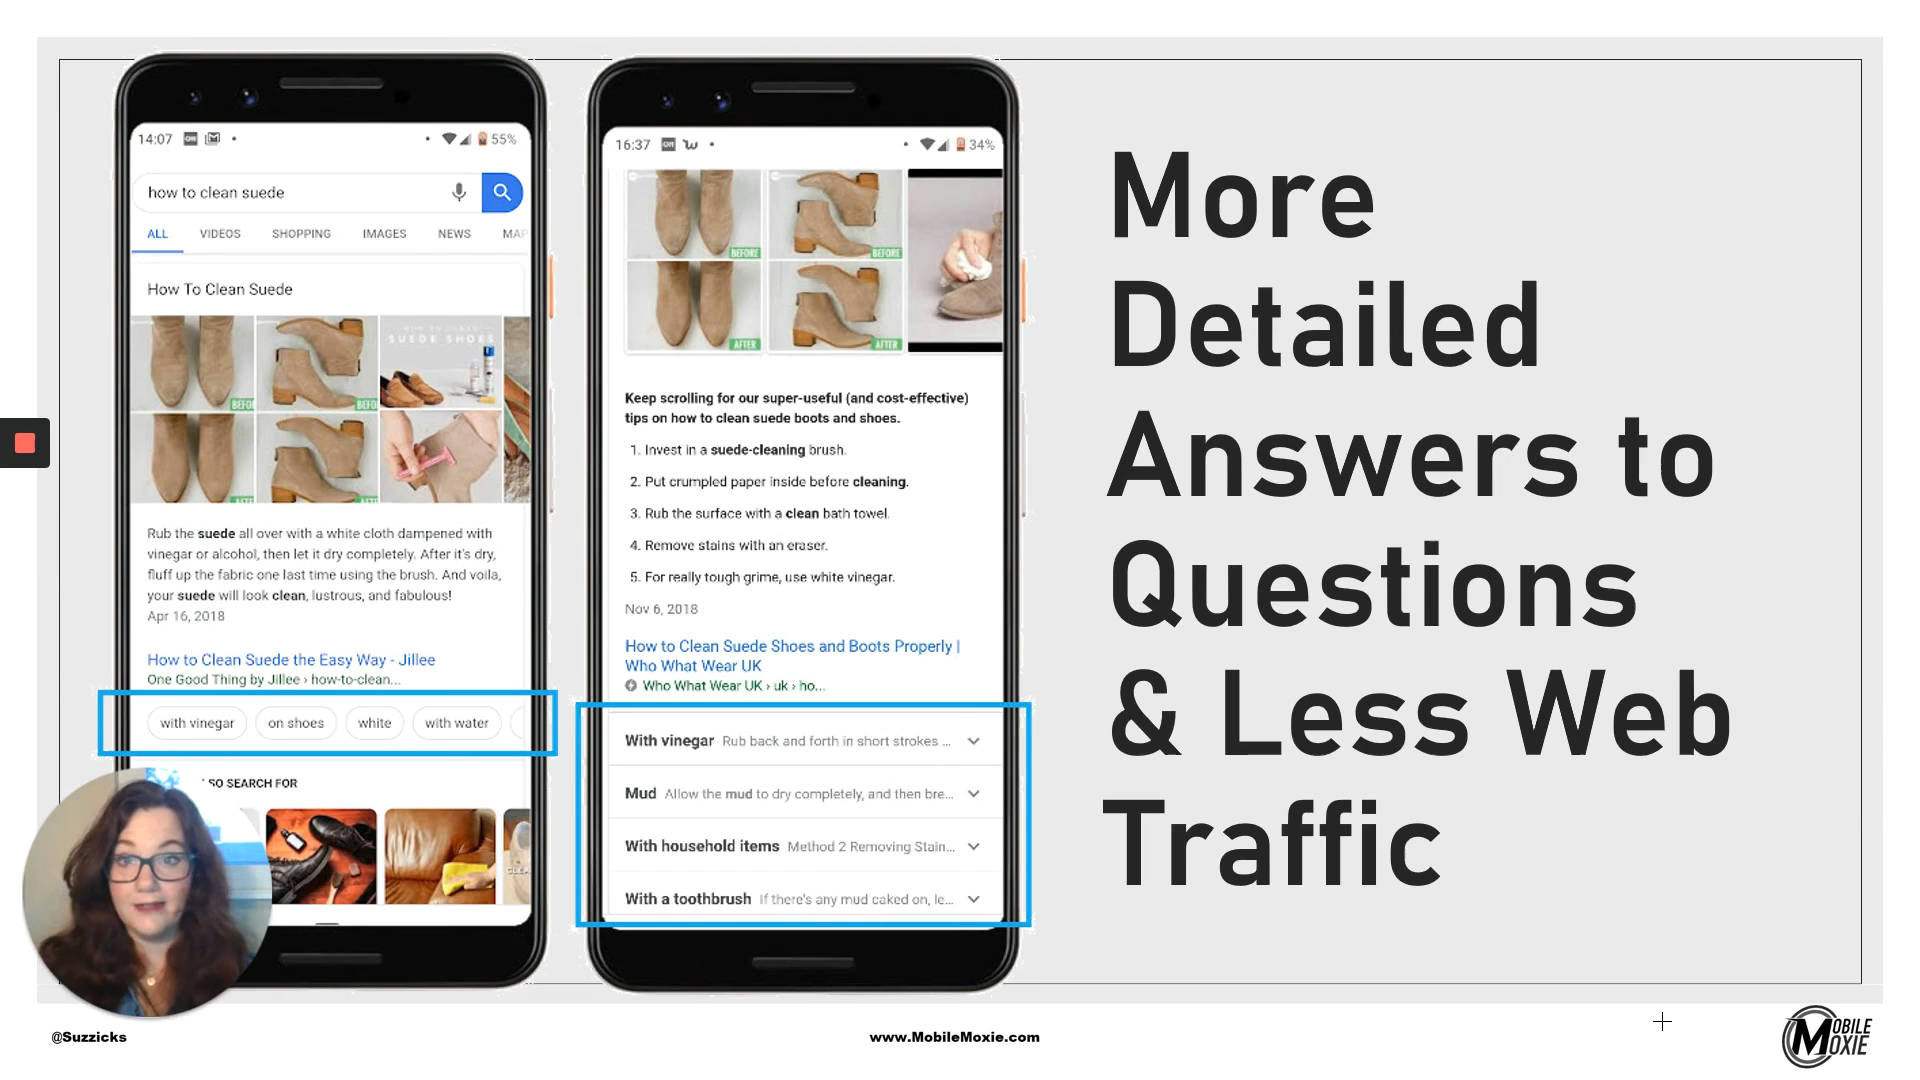 14:07
55%
how to clean suede
ALL VIDEOS SHOPPING IMAGES NEWS MAP
How To Clean Suede
BEFO BEFO
SUEDE SHOES
Rub the suede all over with a white cloth dampened with
vinegar or alcohol, then let it dry completely. After it's dry,
fluff up the fabric one last time using the brush. And voila,
your suede will look clean, lustrous, and fabulous!
Apr 16, 2018
How to Clean Suede the Easy Way - Jillee
One Good Thing by Jillee › how-to-clean...
with vinegar on shoes white with water
SO SEARCH FOR
16:37
34%
BEFORE BEFORE
AFTER AFTER
Keep scrolling for our super-useful (and cost-effective)
tips on how to clean suede boots and shoes.
1. Invest in a suede-cleaning brush.
2. Put crumpled paper inside before cleaning.
3. Rub the surface with a clean bath towel.
4. Remove stains with an eraser.
5. For really tough grime, use white vinegar.
Nov 6, 2018
How to Clean Suede Shoes and Boots Properly |
Who What Wear UK
Who What Wear UK › uk › ho...
With vinegar Rub back and forth in short strokes ...
Mud Allow the mud to dry completely, and then bre...
With household items Method 2 Removing Stain...
With a toothbrush If there's any mud caked on, le...
More
Detailed
Answers to
Questions
& Less Web
Traffic
@Suzzicks
www.MobileMoxie.com
MOBILE
MOXIE